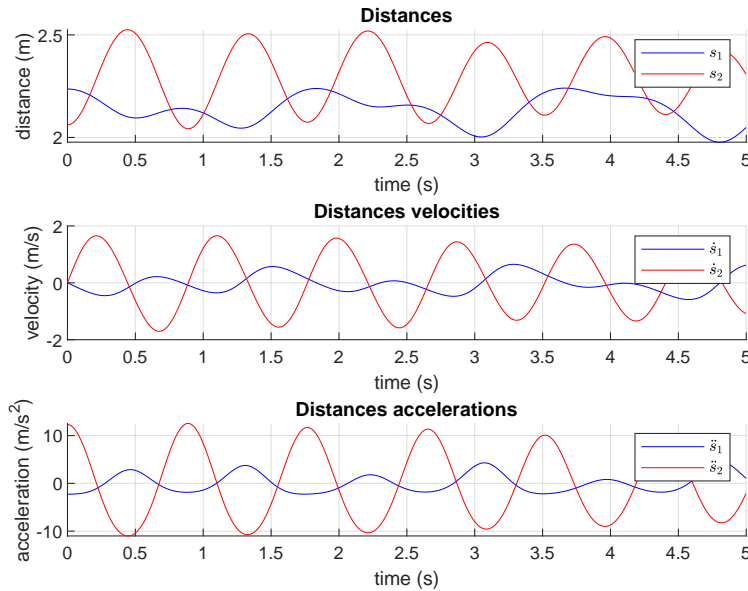 Distances
distance (m)
2.5
2
s₁
s₂
0 0.5 1 1.5 2 2.5 3 3.5 4 4.5 5
time (s)
Distances velocities
velocity (m/s)
2
0
-2
ṡ₁
ṡ₂
0 0.5 1 1.5 2 2.5 3 3.5 4 4.5 5
time (s)
Distances accelerations
acceleration (m/s²)
10
0
-10
s̈₁
s̈₂
0 0.5 1 1.5 2 2.5 3 3.5 4 4.5 5
time (s)